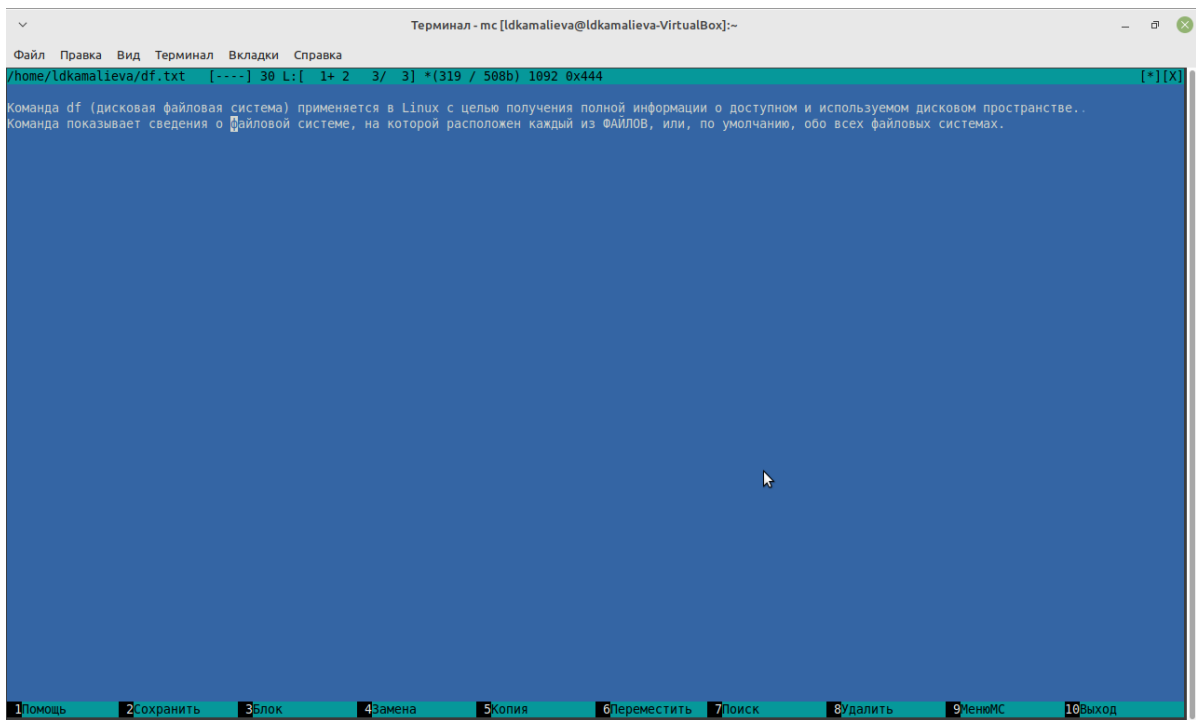 Терминал - mc [ldkamalieva@ldkamalieva-VirtualBox]:~
Файл Правка Вид Терминал Вкладки Справка
/home/ldkamalieva/df.txt [----] 30 L:[ 1+ 2 3/ 3] *(319 / 508b) 1092 0x444 [*][X]
Команда df (дисковая файловая система) применяется в Linux с целью получения полной информации о доступном и используемом дисковом пространстве..
Команда показывает сведения о файловой системе, на которой расположен каждый из ФАЙЛОВ, или, по умолчанию, обо всех файловых системах.
1Помощь 2Сохранить 3Блок 4Замена 5Копия 6Переместить 7Поиск 8Удалить 9МенюМС 10Выход